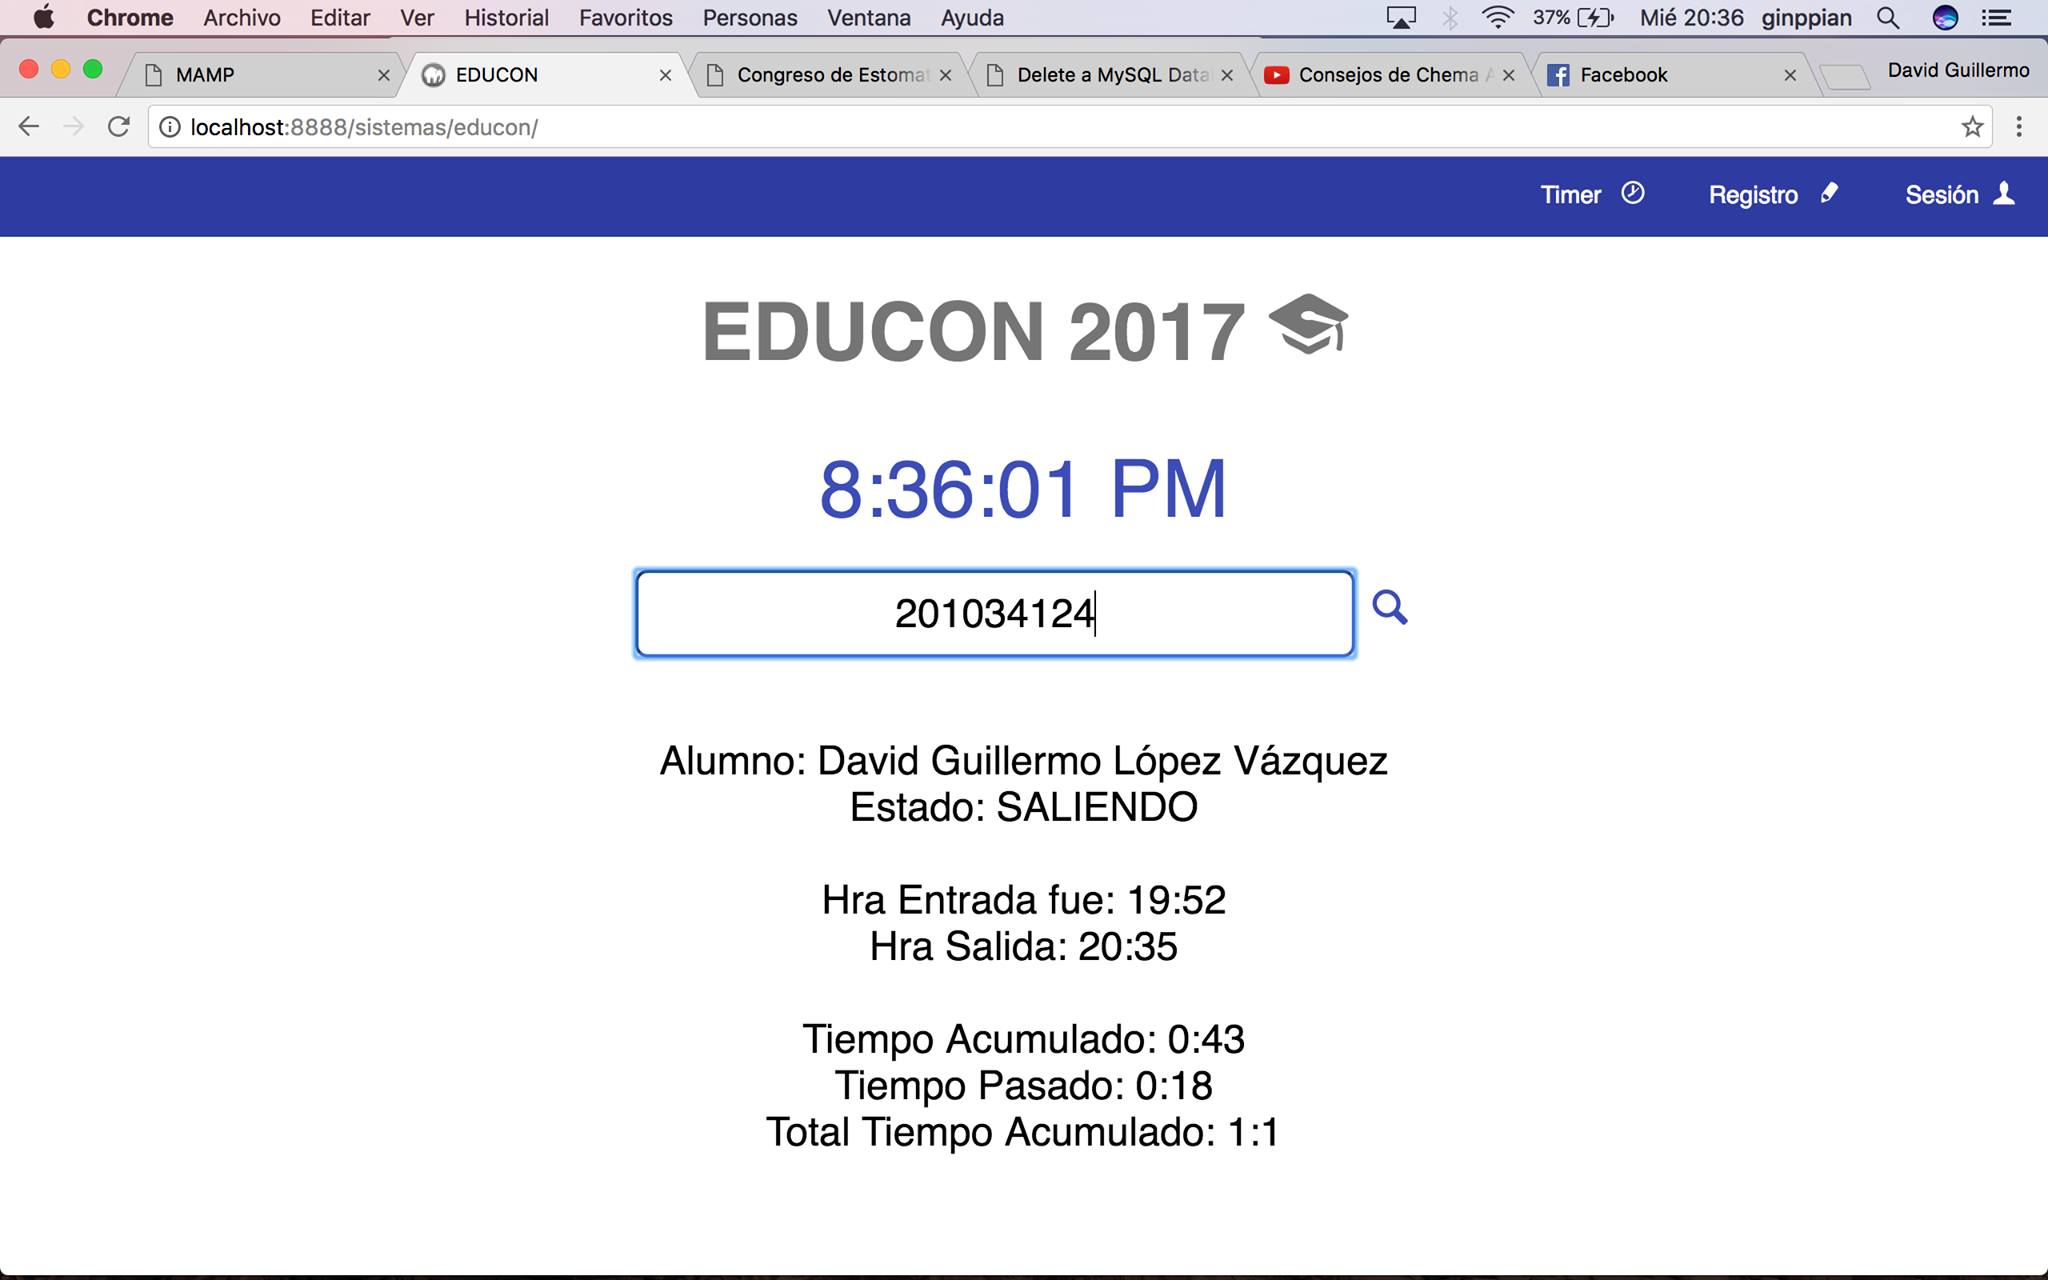 Chrome Archivo Editar Ver Historial Favoritos Personas Ventana Ayuda 37% Mié 20:36 ginppian
MAMP EDUCON Congreso de Estomat Delete a MySQL Data Consejos de Chema A Facebook David Guillermo
localhost:8888/sistemas/educon/
Timer Registro Sesión
EDUCON 2017
8:36:01 PM
201034124
Alumno: David Guillermo López Vázquez
Estado: SALIENDO
Hra Entrada fue: 19:52
Hra Salida: 20:35
Tiempo Acumulado: 0:43
Tiempo Pasado: 0:18
Total Tiempo Acumulado: 1:1